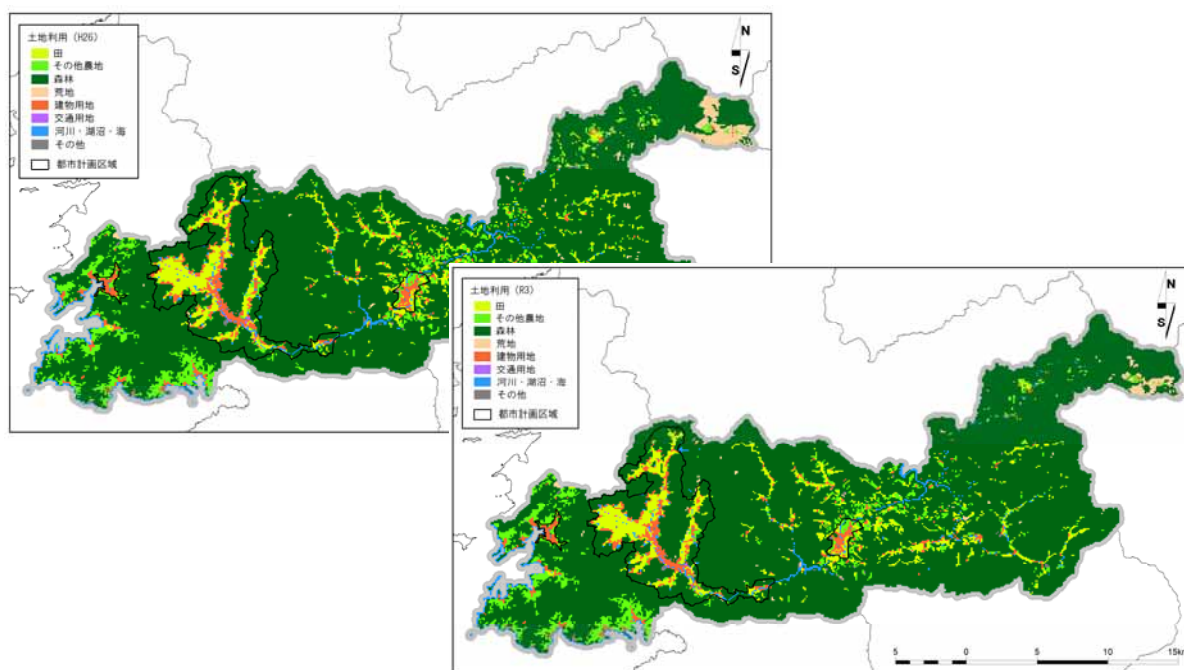 土地利用（H26）
田
その他農地
森林
荒地
建物用地
交通用地
河川・湖沼・海
その他
都市計画区域
N
S
土地利用（R3）
田
その他農地
森林
荒地
建物用地
交通用地
河川・湖沼・海
その他
都市計画区域
N
S
5 0 5 10 15km